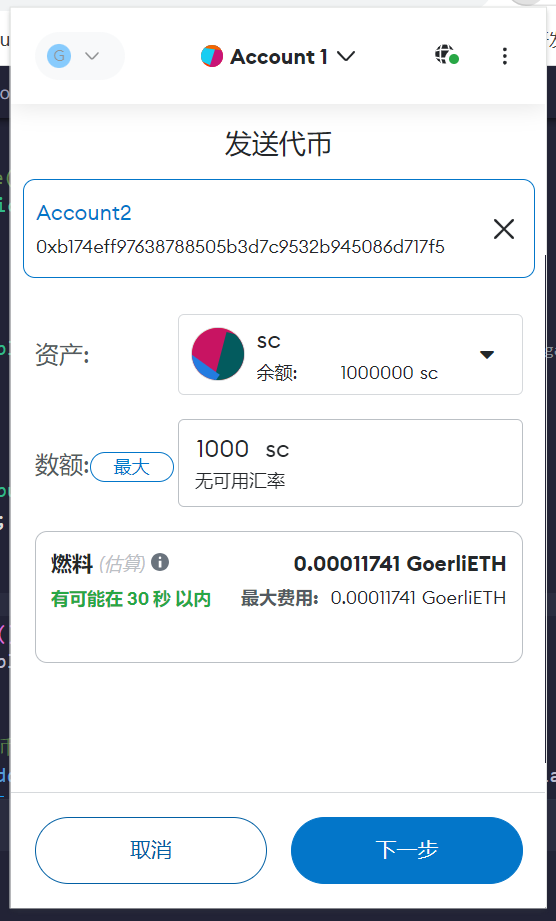 G
Account 1
发送代币
Account2
0xb174eff97638788505b3d7c9532b945086d717f5
资产:
sc
余额: 1000000 sc
数额:
最大
1000 sc
无可用汇率
燃料 (估算) 0.00011741 GoerliETH
有可能在 30 秒 以内 最大费用: 0.00011741 GoerliETH
取消
下一步